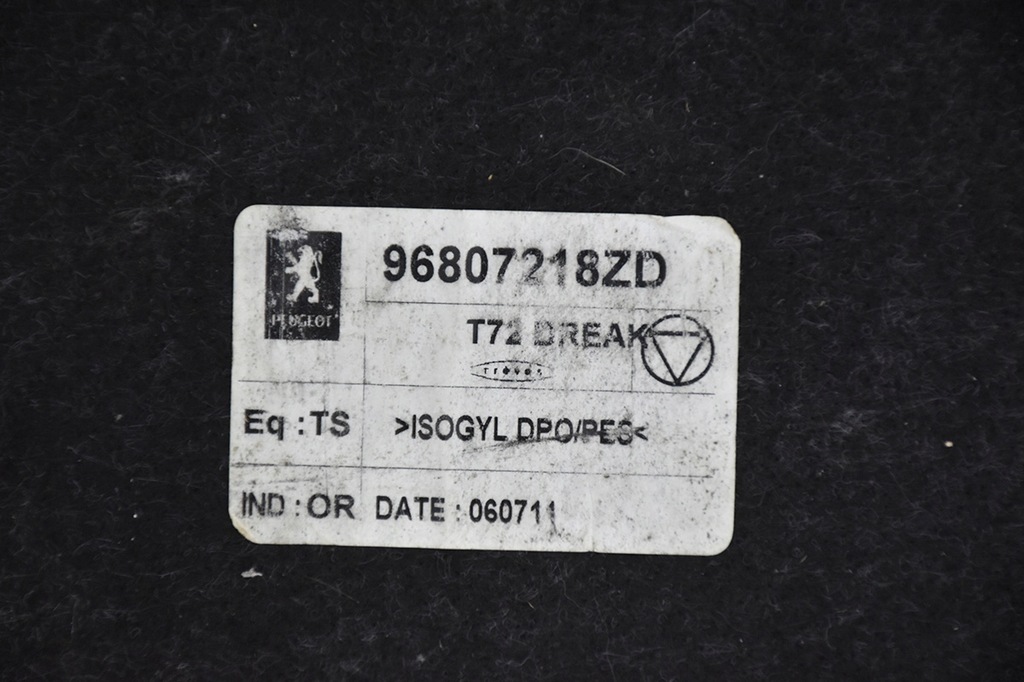 PEUGEOT
96807218ZD
T72 BREAK
treves
Eq :TS
>ISOGYL DPO/PES<
IND : OR DATE : 060711